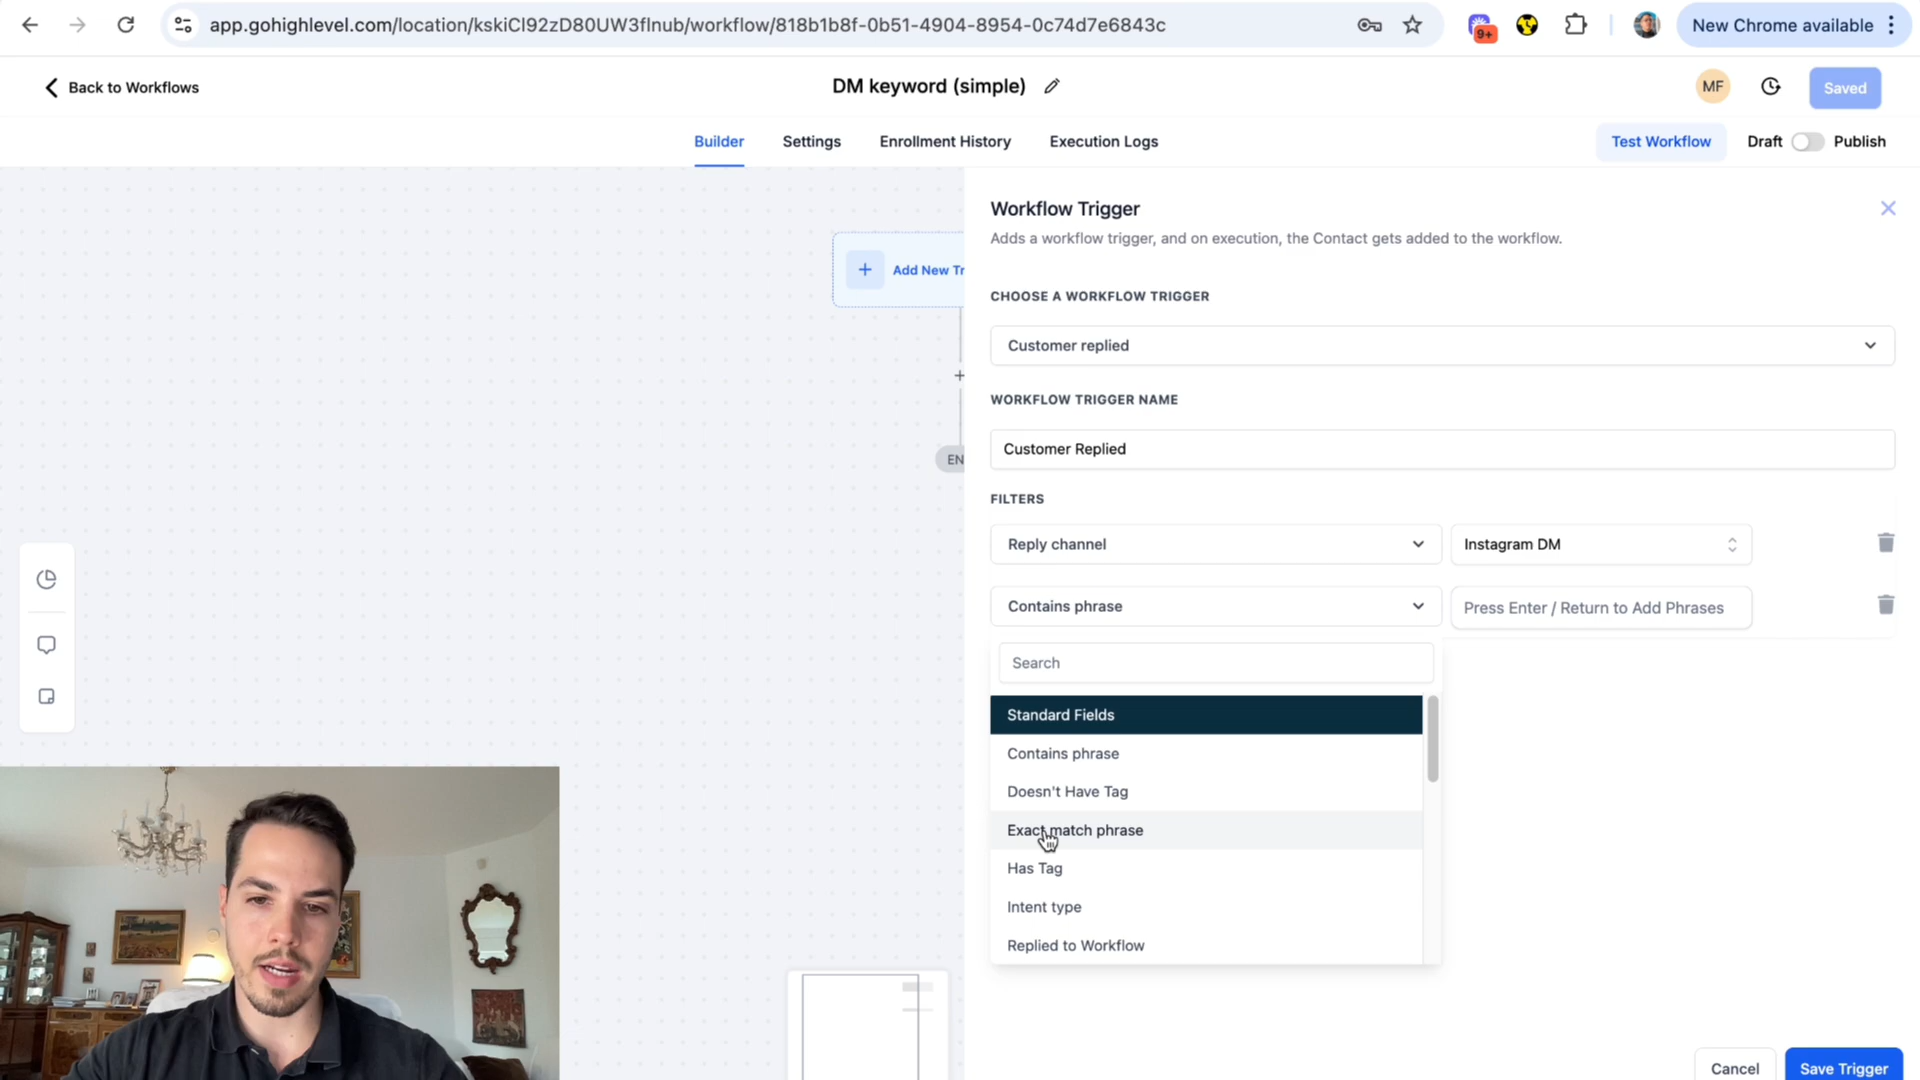 app.gohighlevel.com/location/kskiCl92zD80UW3flnub/workflow/818b1b8f-0b51-4904-8954-0c74d7e6843c
9+
New Chrome available
Back to Workflows
DM keyword (simple)
MF
Saved
Builder
Settings
Enrollment History
Execution Logs
Test Workflow
Draft
Publish
Workflow Trigger
Adds a workflow trigger, and on execution, the Contact gets added to the workflow.
Add New Tr
CHOOSE A WORKFLOW TRIGGER
Customer replied
WORKFLOW TRIGGER NAME
Customer Replied
EN
FILTERS
Reply channel
Instagram DM
Contains phrase
Press Enter / Return to Add Phrases
Search
Standard Fields
Contains phrase
Doesn't Have Tag
Exact match phrase
Has Tag
Intent type
Replied to Workflow
Cancel
Save Trigger